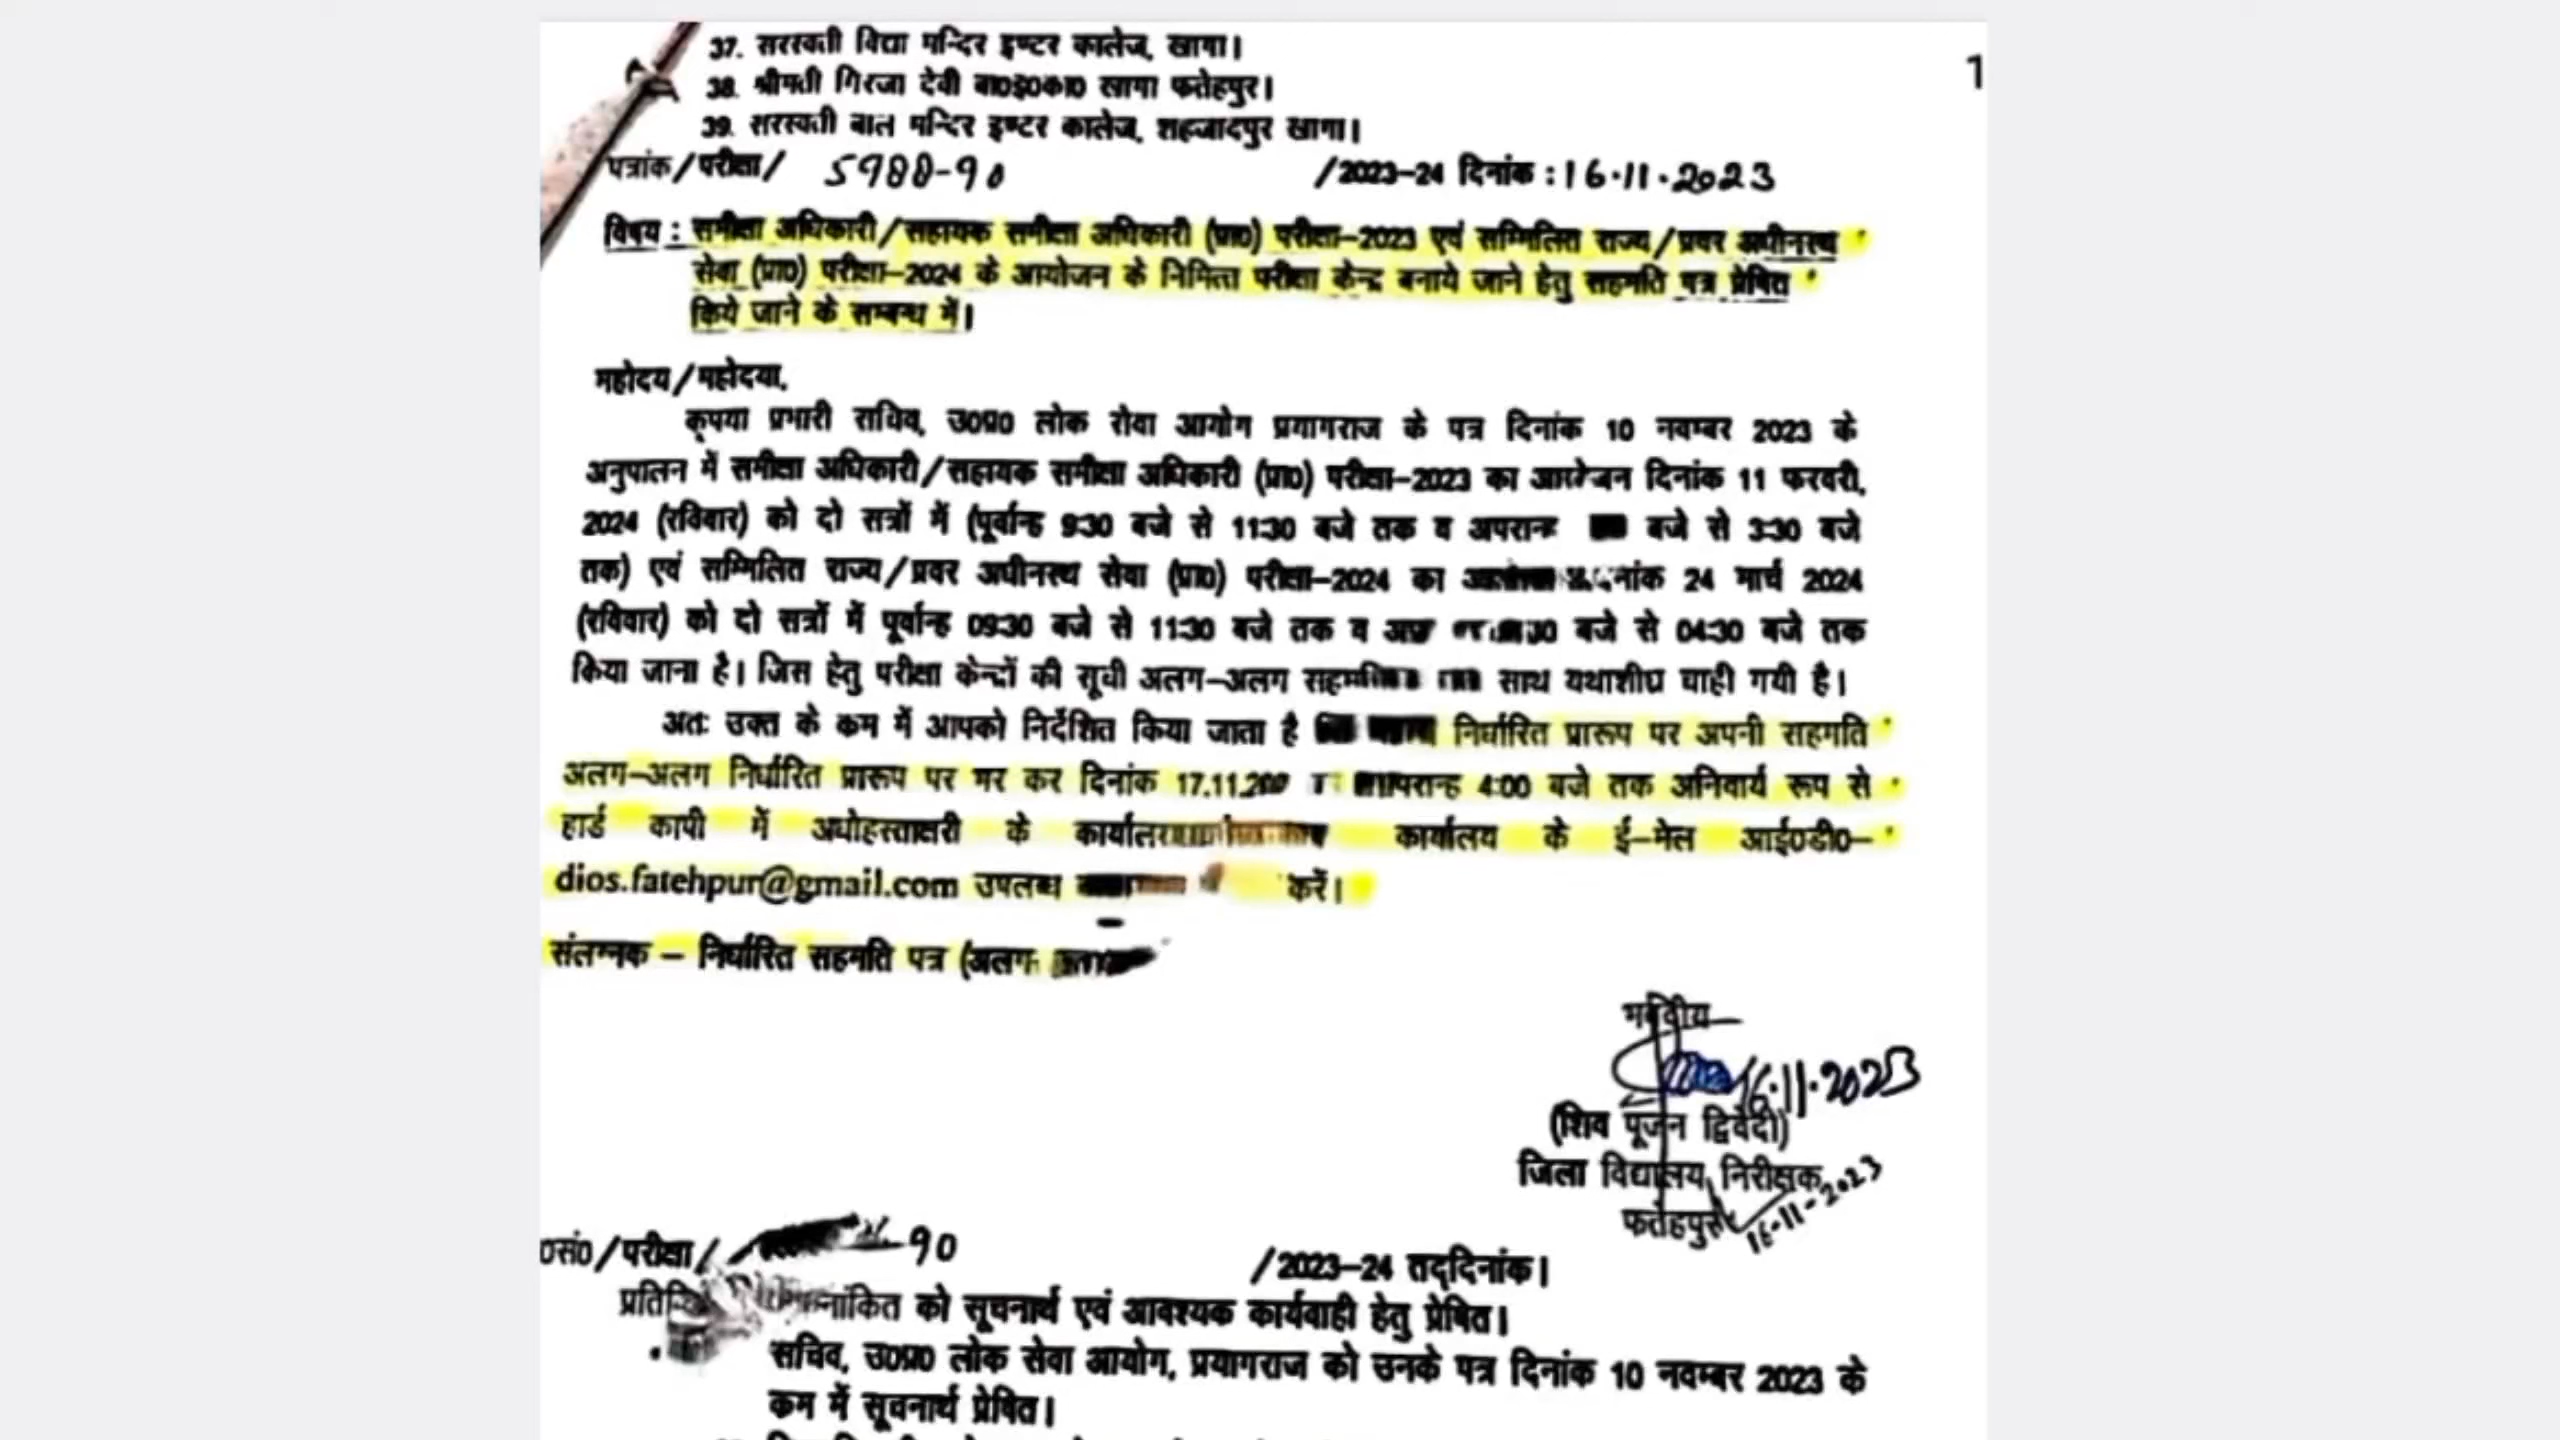 37. सरस्वती विद्या मन्दिर इण्टर कालेज, खागा।
1
38. श्रीमती गिरजा देवी बा0इ0का0 खागा फतेहपुर।
39. सरस्वती बाल मन्दिर इण्टर कालेज, शहजादपुर खागा।
पत्रांक/परीक्षा/ 5988-90 /2023-24 दिनांक : 16.11.2023
विषय : समीक्षा अधिकारी/सहायक समीक्षा अधिकारी (प्रा0) परीक्षा-2023 एवं सम्मिलित राज्य/प्रवर अधीनस्थ
सेवा (प्रा0) परीक्षा-2024 के आयोजन के निमित्त परीक्षा केन्द्र बनाये जाने हेतु सहमति पत्र प्रेषित
किये जाने के सम्बन्ध में।
महोदय/महोदया,
कृपया प्रभारी सचिव, उ0प्र0 लोक सेवा आयोग प्रयागराज के पत्र दिनांक 10 नवम्बर 2023 के
अनुपालन में समीक्षा अधिकारी/सहायक समीक्षा अधिकारी (प्रा0) परीक्षा-2023 का आयोजन दिनांक 11 फरवरी,
2024 (रविवार) को दो सत्रों में (पूर्वान्ह 9:30 बजे से 11:30 बजे तक व अपरान्ह बजे से 3:30 बजे
तक) एवं सम्मिलित राज्य/प्रवर अधीनस्थ सेवा (प्रा0) परीक्षा-2024 का 24 मार्च 2024
(रविवार) को दो सत्रों में पूर्वान्ह 09:30 बजे से 11:30 बजे तक व बजे से 04:30 बजे तक
किया जाना है। जिस हेतु परीक्षा केन्द्रों की सूची अलग-अलग साथ यथाशीघ्र चाही गयी है।
अतः उक्त के कम में आपको निर्देशित किया जाता है निर्धारित प्रारूप पर अपनी सहमति
अलग-अलग निर्धारित प्रारूप पर भर कर दिनांक 4:00 बजे तक अनिवार्य रूप से
हार्ड कापी में अधोहस्ताक्षरी के कार्यालय के ई-मेल आई0डी0-
dios.fatehpur@gmail.com उपलब्ध करें।
संलग्नक - निर्धारित सहमति पत्र (अलग-
भवदीय
16.11.2023
(शिव पूजन द्विवेदी)
जिला विद्यालय निरीक्षक
फतेहपुर 16-11-2023
0सं0/परीक्षा/ -90 /2023-24 तद्दिनांक।
को सूचनार्थ एवं आवश्यक कार्यवाही हेतु प्रेषित।
सचिव, उ0प्र0 लोक सेवा आयोग, प्रयागराज को उनके पत्र दिनांक 10 नवम्बर 2023 के
कम में सूचनार्थ प्रेषित।